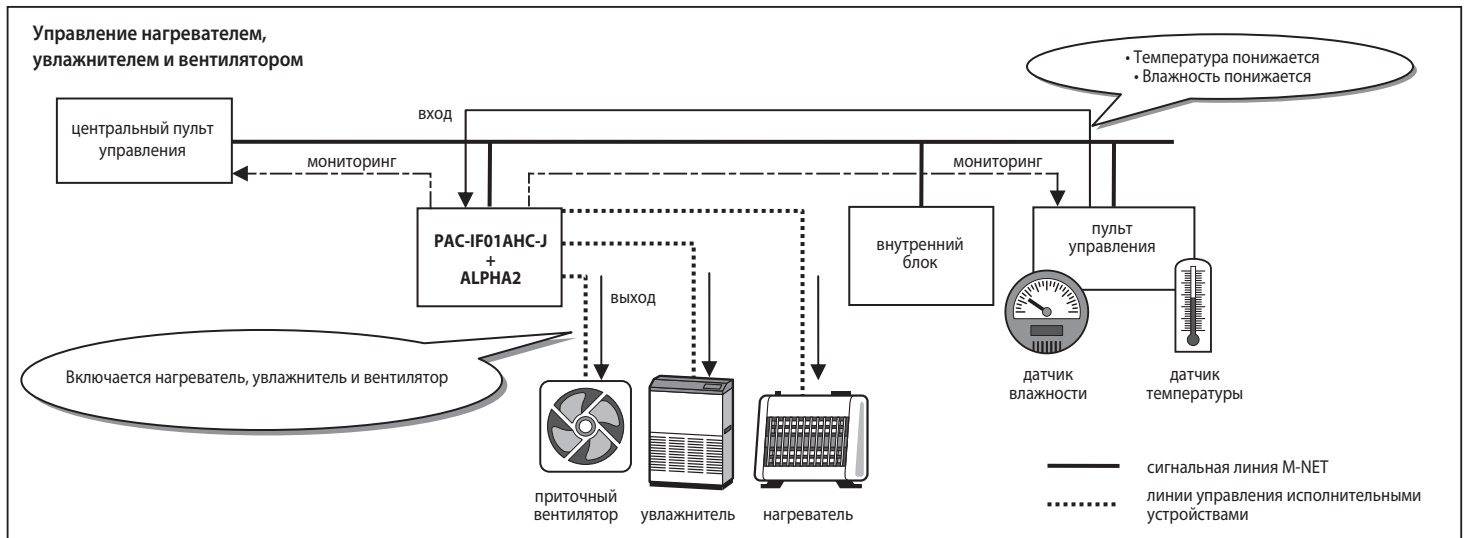 Управление нагревателем,
увлажнителем и вентилятором
• Температура понижается
• Влажность понижается
вход
центральный пульт
управления
мониторинг
мониторинг
PAC-IF01AHC-J
+
ALPHA2
внутренний
блок
пульт
управления
выход
Включается нагреватель, увлажнитель и вентилятор
датчик
влажности
датчик
температуры
приточный
вентилятор
увлажнитель
нагреватель
сигнальная линия M-NET
линии управления исполнительными
устройствами